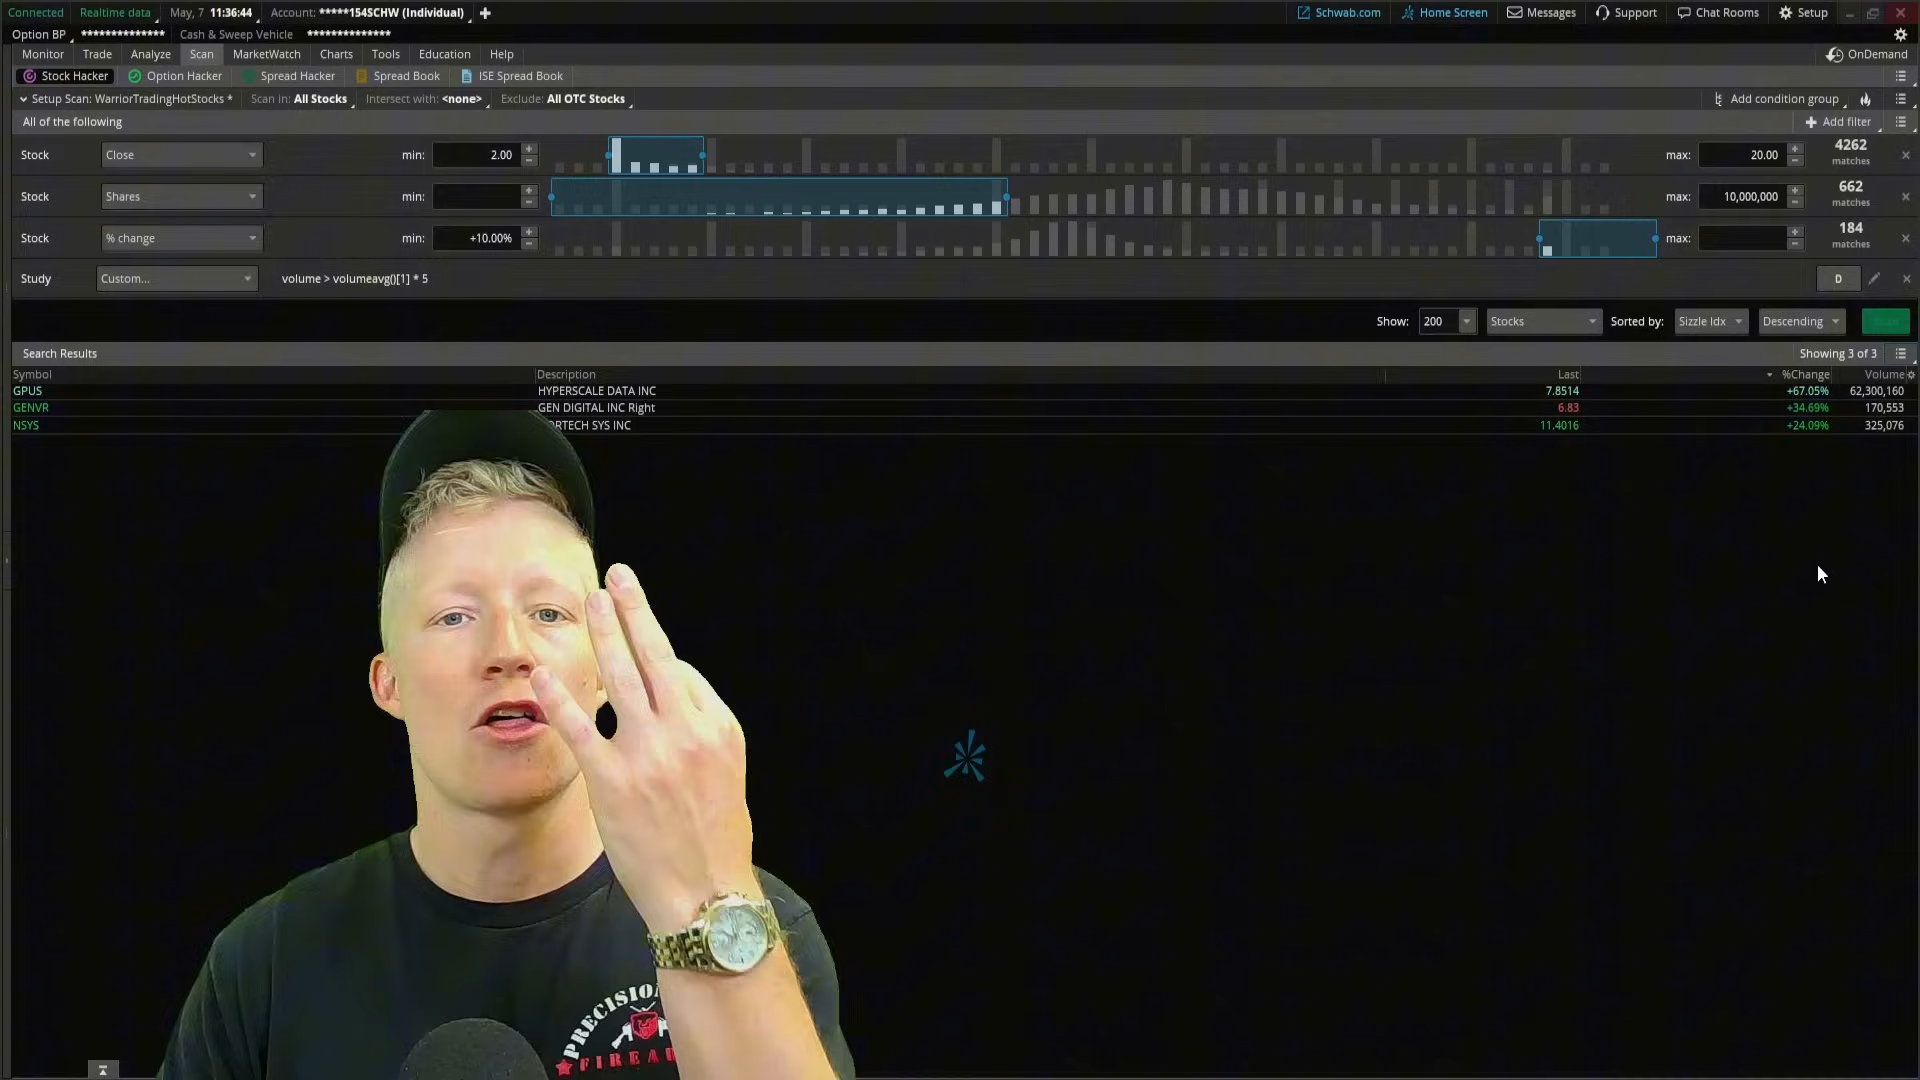 Connected Realtime data May, 7 11:36:44 Account: *****154SCHW (Individual) Schwab.com Home Screen Messages Support Chat Rooms Setup
Option BP ************** Cash & Sweep Vehicle **************
Monitor Trade Analyze Scan MarketWatch Charts Tools Education Help OnDemand
Stock Hacker Option Hacker Spread Hacker Spread Book ISE Spread Book
Setup Scan: WarriorTradingHotStocks * Scan in: All Stocks Intersect with: <none> Exclude: All OTC Stocks Add condition group
All of the following Add filter
Stock Close min: 2.00 max: 20.00 4262 matches
Stock Shares min: max: 10,000,000 662 matches
Stock % change min: +10.00% max: 184 matches
Study Custom... volume > volumeavg()[1] * 5 D
Show: 200 Stocks Sorted by: Sizzle Idx Descending
Search Results Showing 3 of 3
Symbol Description Last %Change Volume
GPUS HYPERSCALE DATA INC 7.8514 +67.05% 62,300,160
GENVR GEN DIGITAL INC Right 6.83 +34.69% 170,553
NSYS ORTECH SYS INC 11.4016 +24.09% 325,076
PRECISION
FIREA